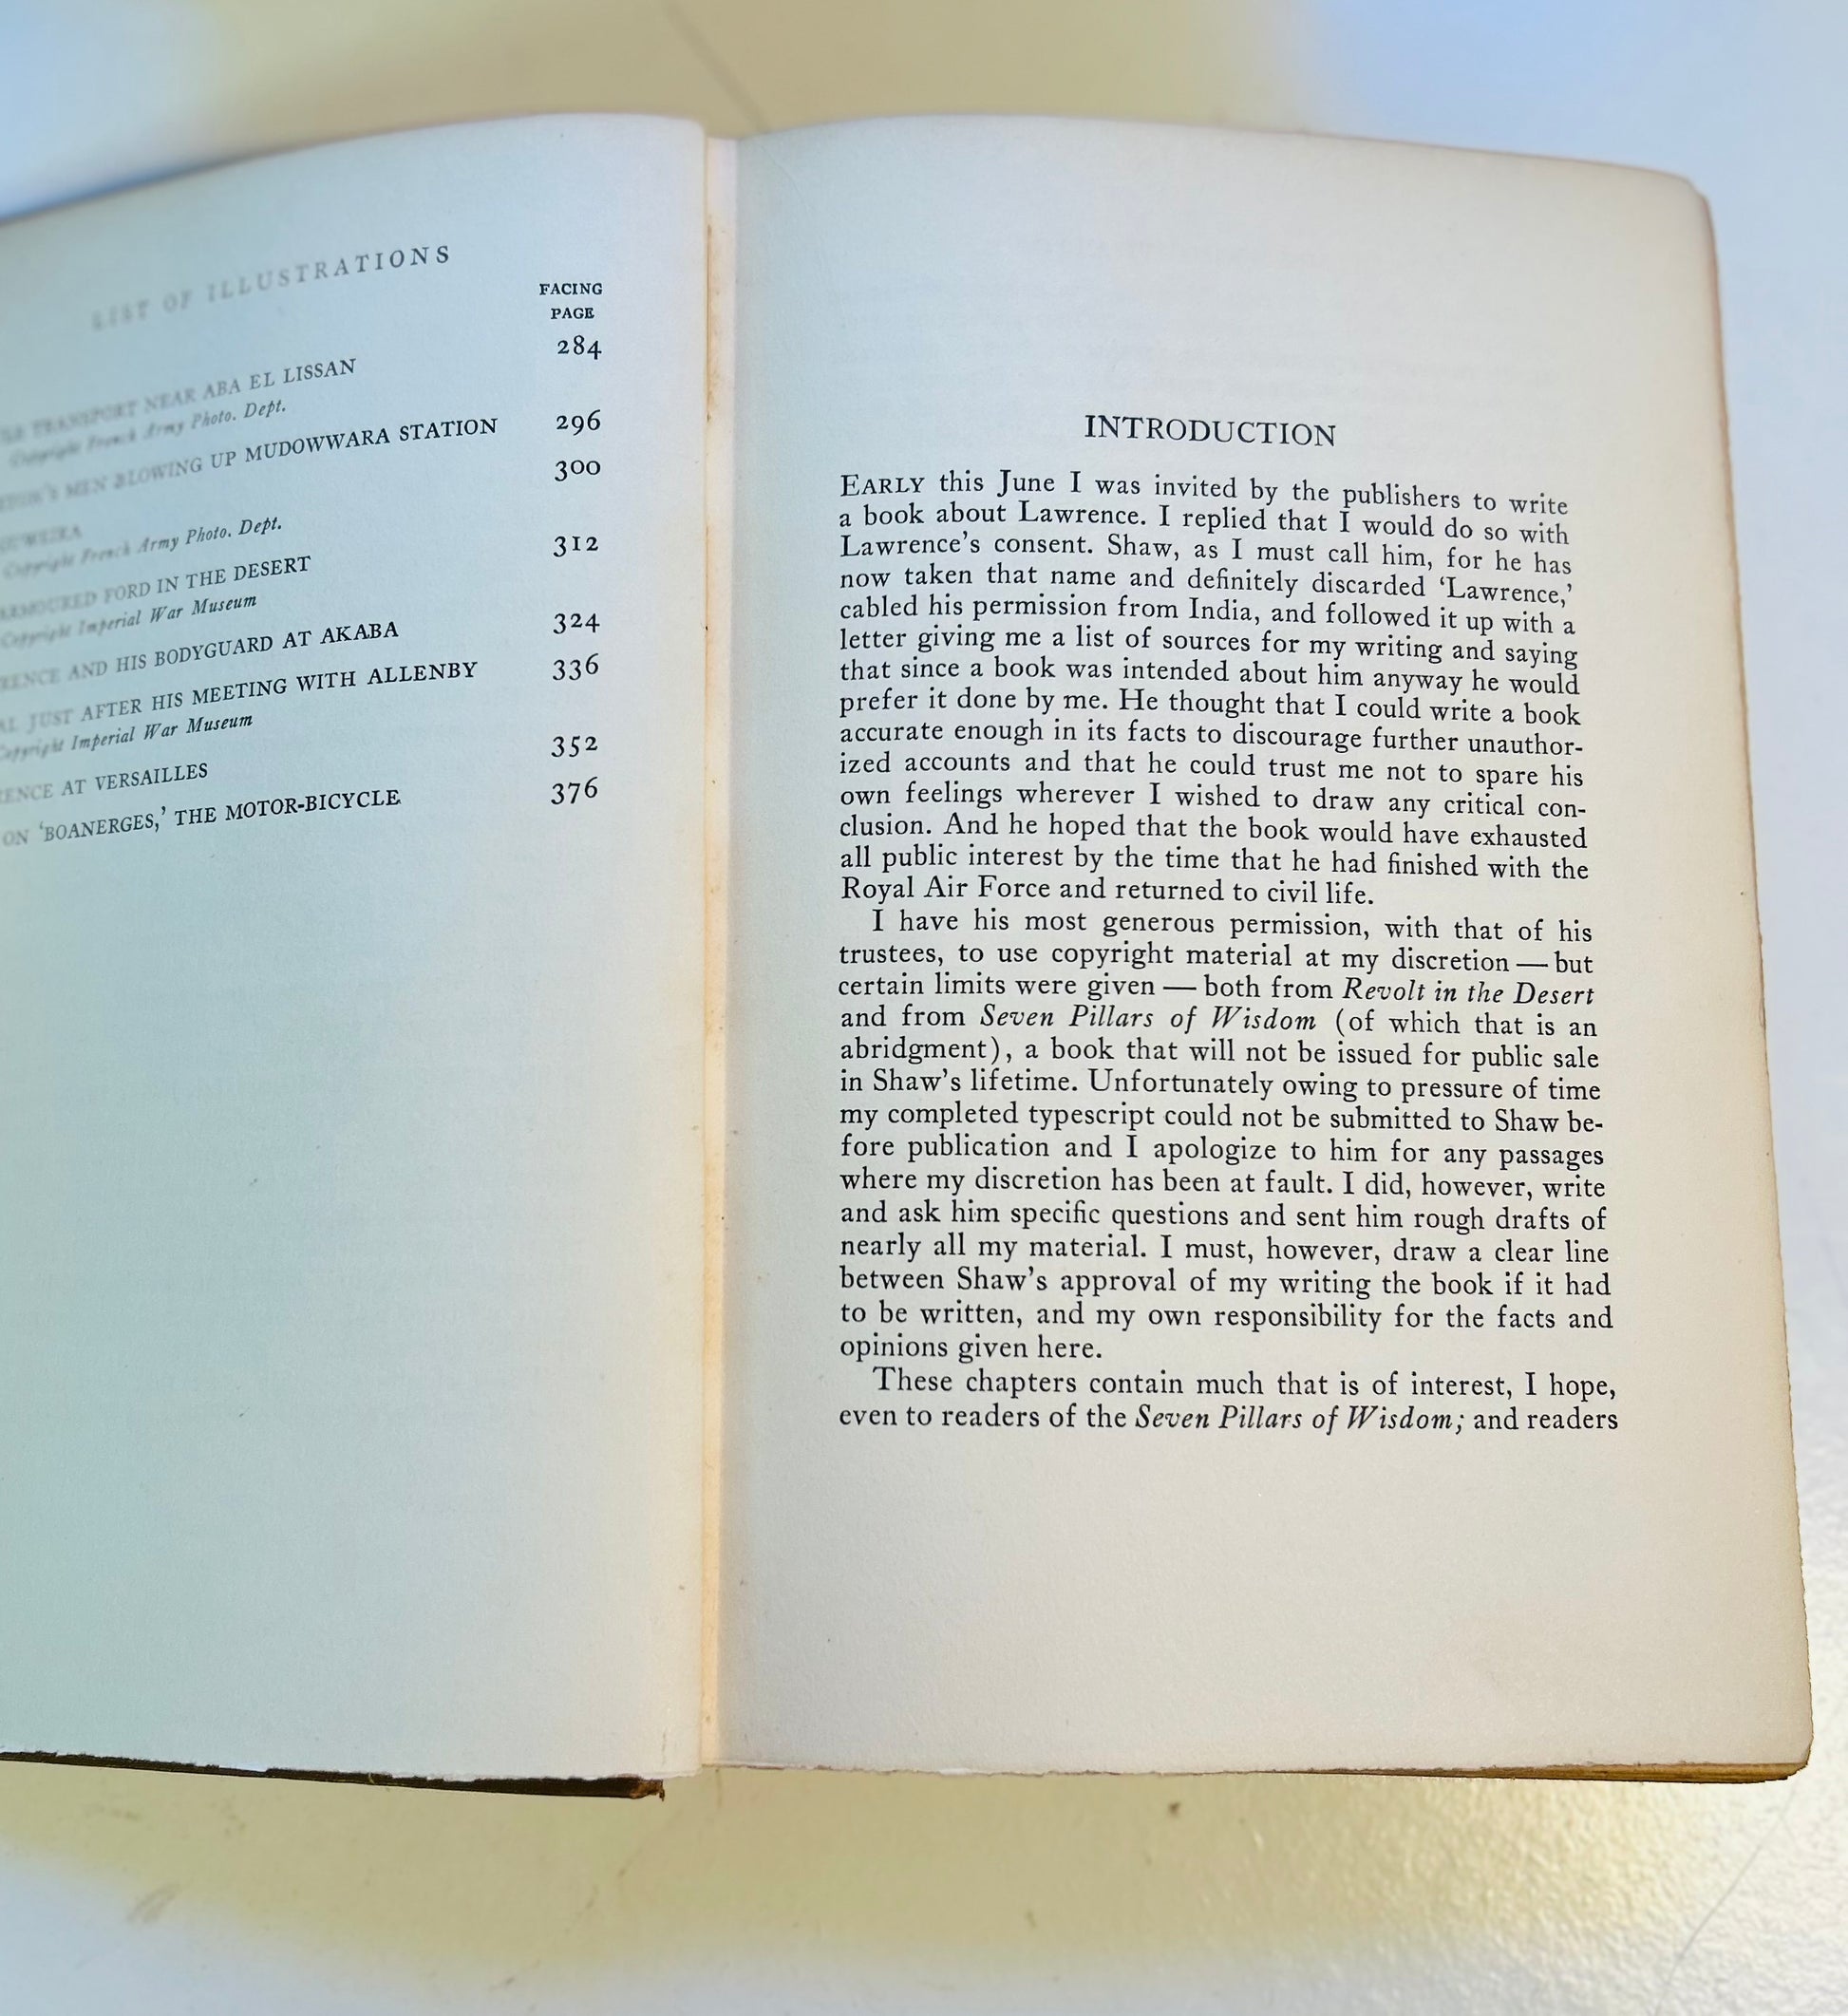 LIST OF ILLUSTRATIONS
FACING
PAGE
TRANSPORT NEAR ABA EL LISSAN 284
Copyright French Army Photo. Dept.
MEN BLOWING UP MUDOWWARA STATION 296
300
Copyright French Army Photo. Dept.
ARMOURED FORD IN THE DESERT 312
Copyright Imperial War Museum
AND HIS BODYGUARD AT AKABA 324
JUST AFTER HIS MEETING WITH ALLENBY 336
Copyright Imperial War Museum
AT VERSAILLES 352
ON ‘BOANERGES,’ THE MOTOR-BICYCLE 376
INTRODUCTION
EARLY this June I was invited by the publishers to write
a book about Lawrence. I replied that I would do so with
Lawrence’s consent. Shaw, as I must call him, for he has
now taken that name and definitely discarded ‘Lawrence,’
cabled his permission from India, and followed it up with a
letter giving me a list of sources for my writing and saying
that since a book was intended about him anyway he would
prefer it done by me. He thought that I could write a book
accurate enough in its facts to discourage further unauthor-
ized accounts and that he could trust me not to spare his
own feelings wherever I wished to draw any critical con-
clusion. And he hoped that the book would have exhausted
all public interest by the time that he had finished with the
Royal Air Force and returned to civil life.
I have his most generous permission, with that of his
trustees, to use copyright material at my discretion — but
certain limits were given — both from Revolt in the Desert
and from Seven Pillars of Wisdom (of which that is an
abridgment), a book that will not be issued for public sale
in Shaw’s lifetime. Unfortunately owing to pressure of time
my completed typescript could not be submitted to Shaw be-
fore publication and I apologize to him for any passages
where my discretion has been at fault. I did, however, write
and ask him specific questions and sent him rough drafts of
nearly all my material. I must, however, draw a clear line
between Shaw’s approval of my writing the book if it had
to be written, and my own responsibility for the facts and
opinions given here.
These chapters contain much that is of interest, I hope,
even to readers of the Seven Pillars of Wisdom; and readers